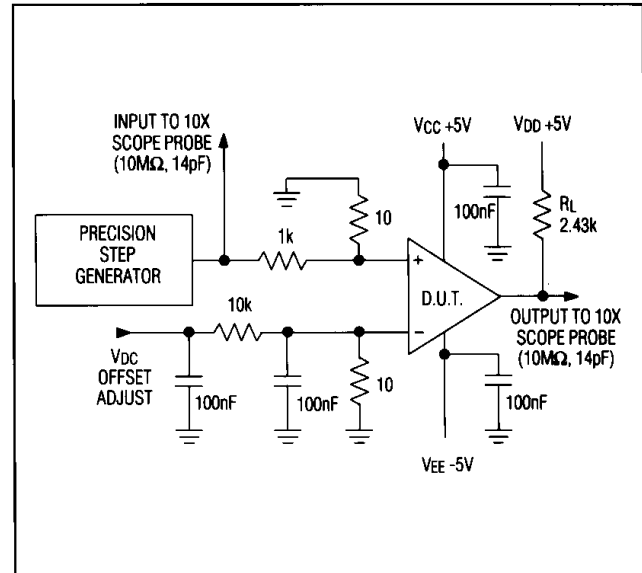 INPUT TO 10X
SCOPE PROBE
(10MΩ, 14pF)
VCC +5V
VDD +5V
PRECISION
STEP
GENERATOR
1k
10
100nF
RL
2.43k
+
D.U.T.
−
OUTPUT TO 10X
SCOPE PROBE
(10MΩ, 14pF)
10k
VDC
OFFSET
ADJUST
100nF
100nF
10
100nF
VEE -5V